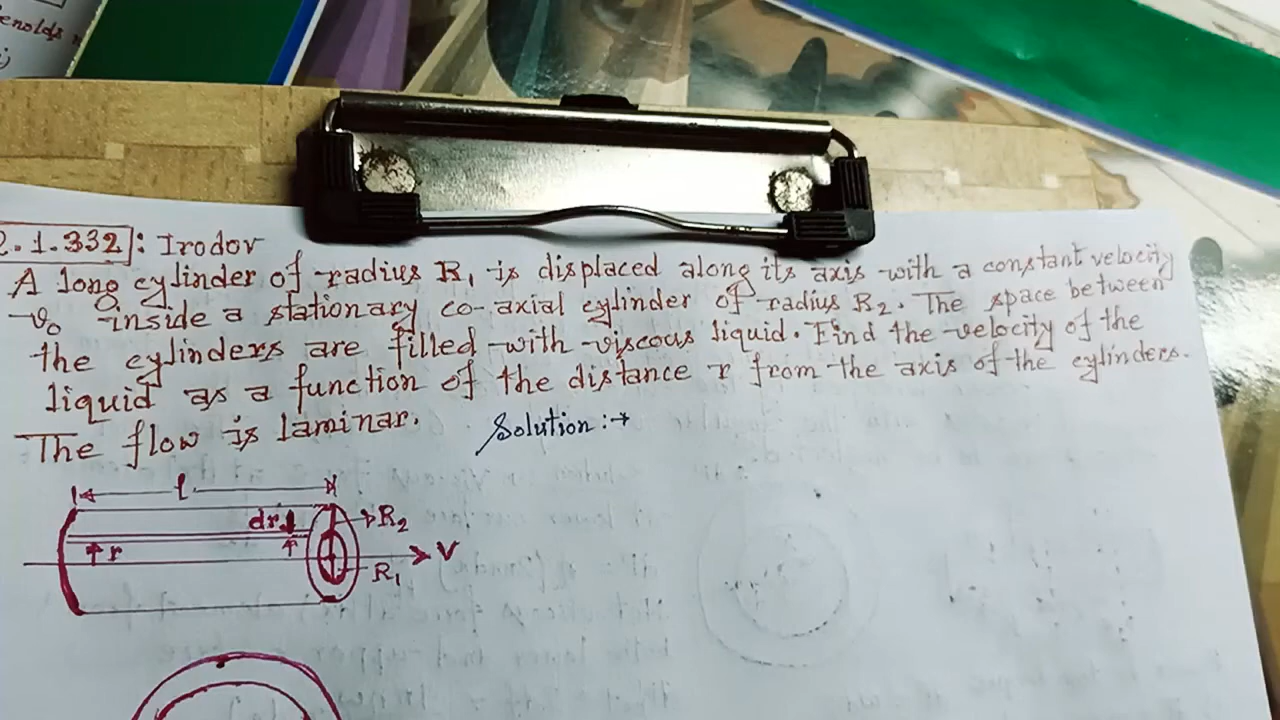 2.1.332: Irodov
A long cylinder of radius R₁ is displaced along its axis with a constant velocity
v₀ inside a stationary co-axial cylinder of radius R₂. The space between
the cylinders are filled with viscous liquid. Find the velocity of the
liquid as a function of the distance r from the axis of the cylinders.
The flow is laminar. Solution :→
l
dr
R₂
r
V
R₁